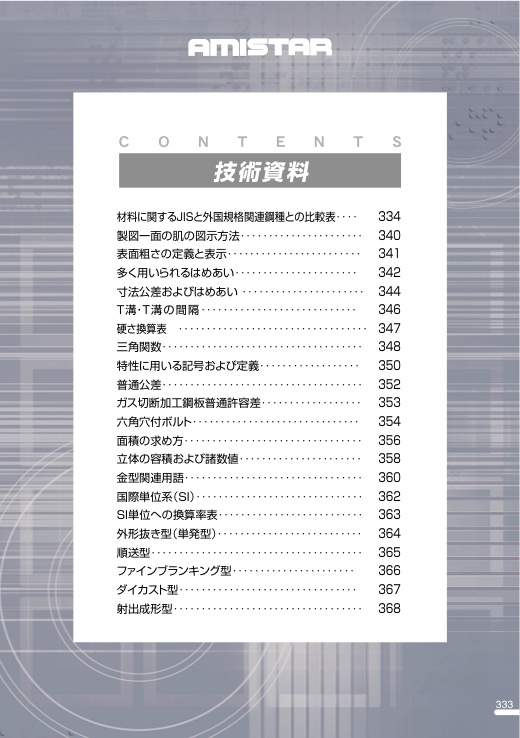 AMISTAR
CONTENTS
技術資料
材料に関するJISと外国規格関連鋼種との比較表‥‥ 334
製図一面の肌の図示方法‥‥‥‥‥‥‥‥‥‥ 340
表面粗さの定義と表示‥‥‥‥‥‥‥‥‥‥‥ 341
多く用いられるはめあい‥‥‥‥‥‥‥‥‥‥ 342
寸法公差およびはめあい‥‥‥‥‥‥‥‥‥‥ 344
T溝・T溝の間隔‥‥‥‥‥‥‥‥‥‥‥‥‥ 346
硬さ換算表‥‥‥‥‥‥‥‥‥‥‥‥‥‥‥ 347
三角関数‥‥‥‥‥‥‥‥‥‥‥‥‥‥‥‥ 348
特性に用いる記号および定義‥‥‥‥‥‥‥‥ 350
普通公差‥‥‥‥‥‥‥‥‥‥‥‥‥‥‥‥ 352
ガス切断加工鋼板普通許容差‥‥‥‥‥‥‥‥ 353
六角穴付ボルト‥‥‥‥‥‥‥‥‥‥‥‥‥‥ 354
面積の求め方‥‥‥‥‥‥‥‥‥‥‥‥‥‥‥ 356
立体の容積および諸数値‥‥‥‥‥‥‥‥‥‥ 358
金型関連用語‥‥‥‥‥‥‥‥‥‥‥‥‥‥‥ 360
国際単位系(SI)‥‥‥‥‥‥‥‥‥‥‥‥‥‥ 362
SI単位への換算率表‥‥‥‥‥‥‥‥‥‥‥‥ 363
外形抜き型(単発型)‥‥‥‥‥‥‥‥‥‥‥‥ 364
順送型‥‥‥‥‥‥‥‥‥‥‥‥‥‥‥‥‥‥ 365
ファインブランキング型‥‥‥‥‥‥‥‥‥‥ 366
ダイカスト型‥‥‥‥‥‥‥‥‥‥‥‥‥‥‥ 367
射出成形型‥‥‥‥‥‥‥‥‥‥‥‥‥‥‥‥ 368
333